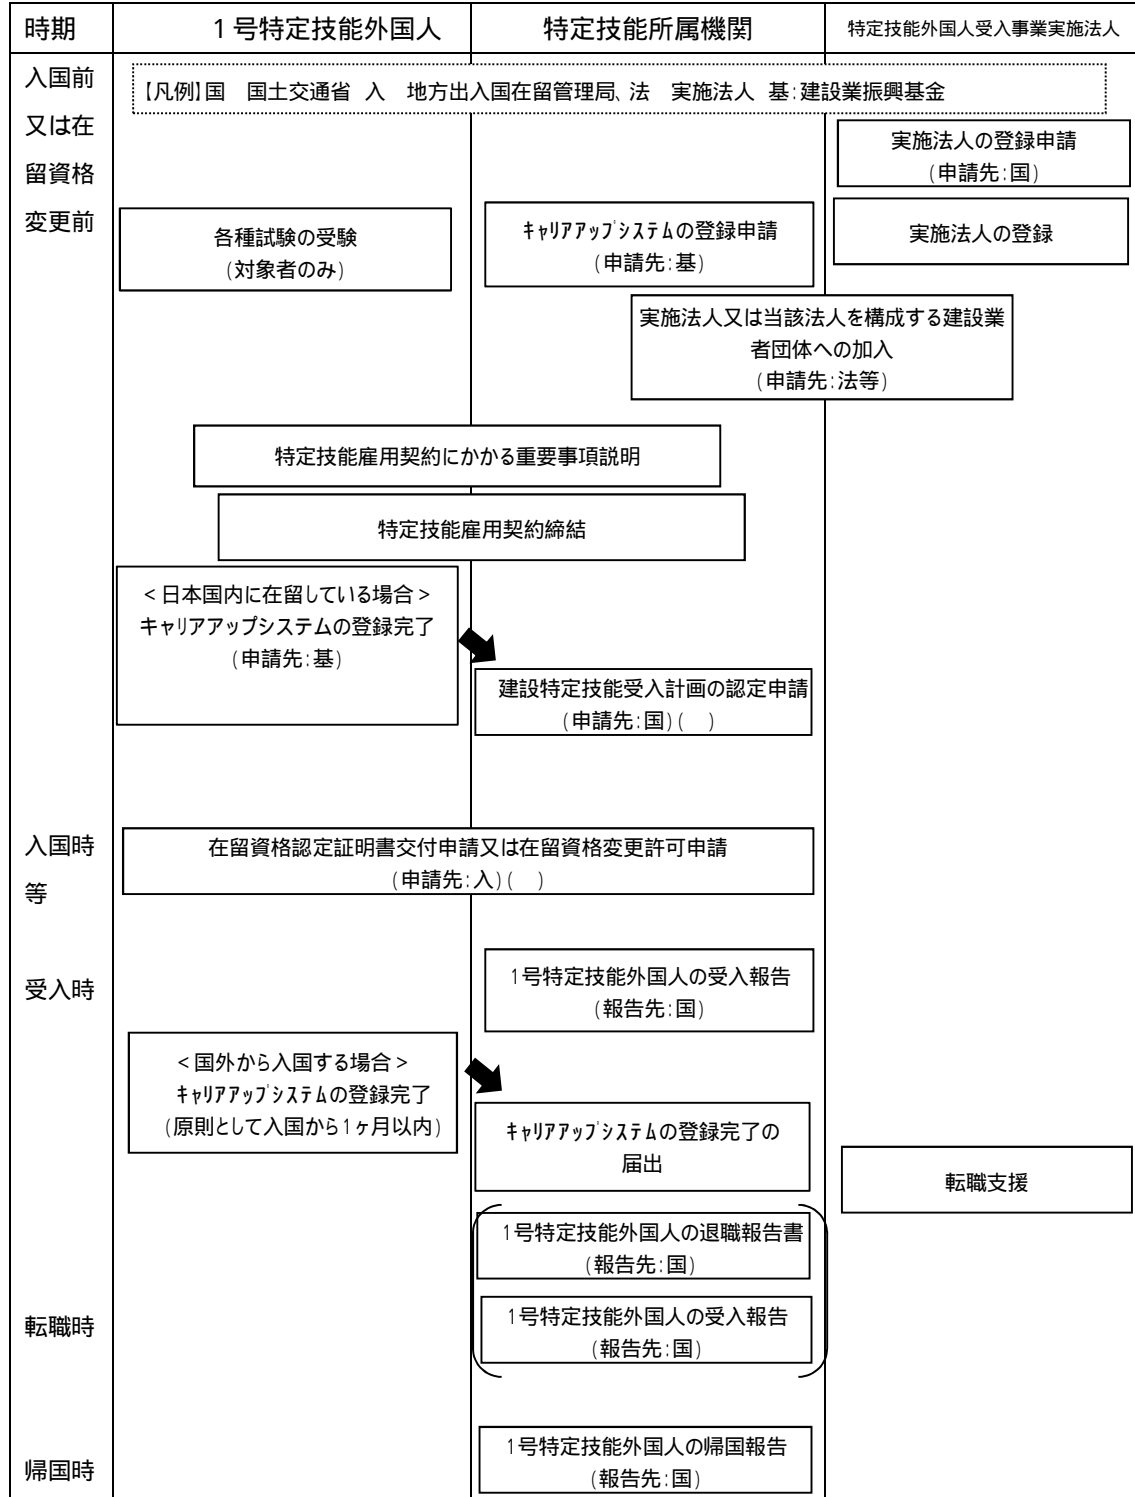 時期　1号特定技能外国人　特定技能所属機関　特定技能外国人受入事業実施法人
入国前
又は在
留資格
変更前
【凡例】国　国土交通省　入　地方出入国在留管理局、法　実施法人　基:建設業振興基金
実施法人の登録申請
(申請先:国)
各種試験の受験
(対象者のみ)
ｷｬﾘｱｱｯﾌﾟｼｽﾃﾑの登録申請
(申請先:基)
実施法人の登録
実施法人又は当該法人を構成する建設業
者団体への加入
(申請先:法等)
特定技能雇用契約にかかる重要事項説明
特定技能雇用契約締結
<日本国内に在留している場合>
キャリアアップシステムの登録完了
(申請先:基)
建設特定技能受入計画の認定申請
(申請先:国)(　)
入国時
等
在留資格認定証明書交付申請又は在留資格変更許可申請
(申請先:入)(　)
受入時
1号特定技能外国人の受入報告
(報告先:国)
<国外から入国する場合>
ｷｬﾘｱｱｯﾌﾟｼｽﾃﾑの登録完了
(原則として入国から1ヶ月以内)
ｷｬﾘｱｱｯﾌﾟｼｽﾃﾑの登録完了の
届出
転職支援
転職時
1号特定技能外国人の退職報告書
(報告先:国)
1号特定技能外国人の受入報告
(報告先:国)
帰国時
1号特定技能外国人の帰国報告
(報告先:国)